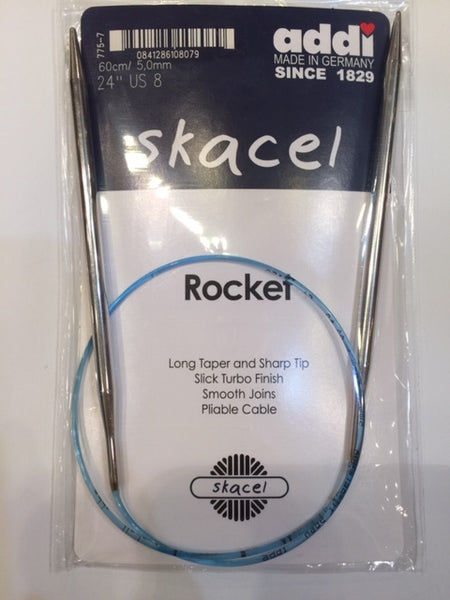 775-7
0841286108079
60cm/ 5,0mm
24" US 8
addi
MADE IN GERMANY
SINCE 1829
skacel
Rocket
Long Taper and Sharp Tip
Slick Turbo Finish
Smooth Joins
Pliable Cable
skacel
addi